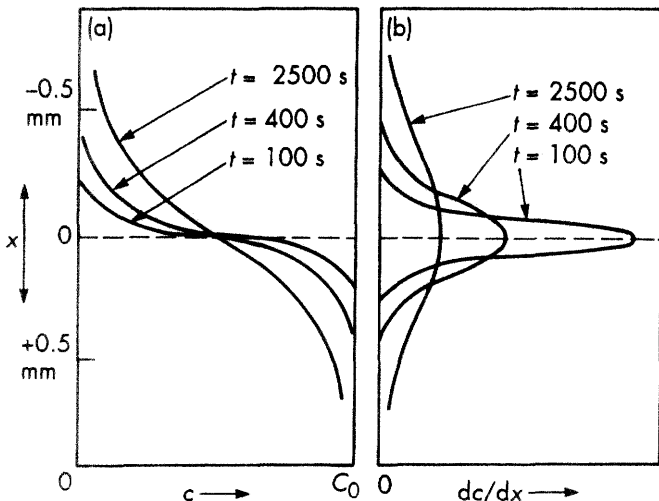 (a)
t = 2500 s
t = 400 s
t = 100 s
−0.5
mm
x
0
+0.5
mm
0
c
C₀
(b)
t = 2500 s
t = 400 s
t = 100 s
0
dc/dx